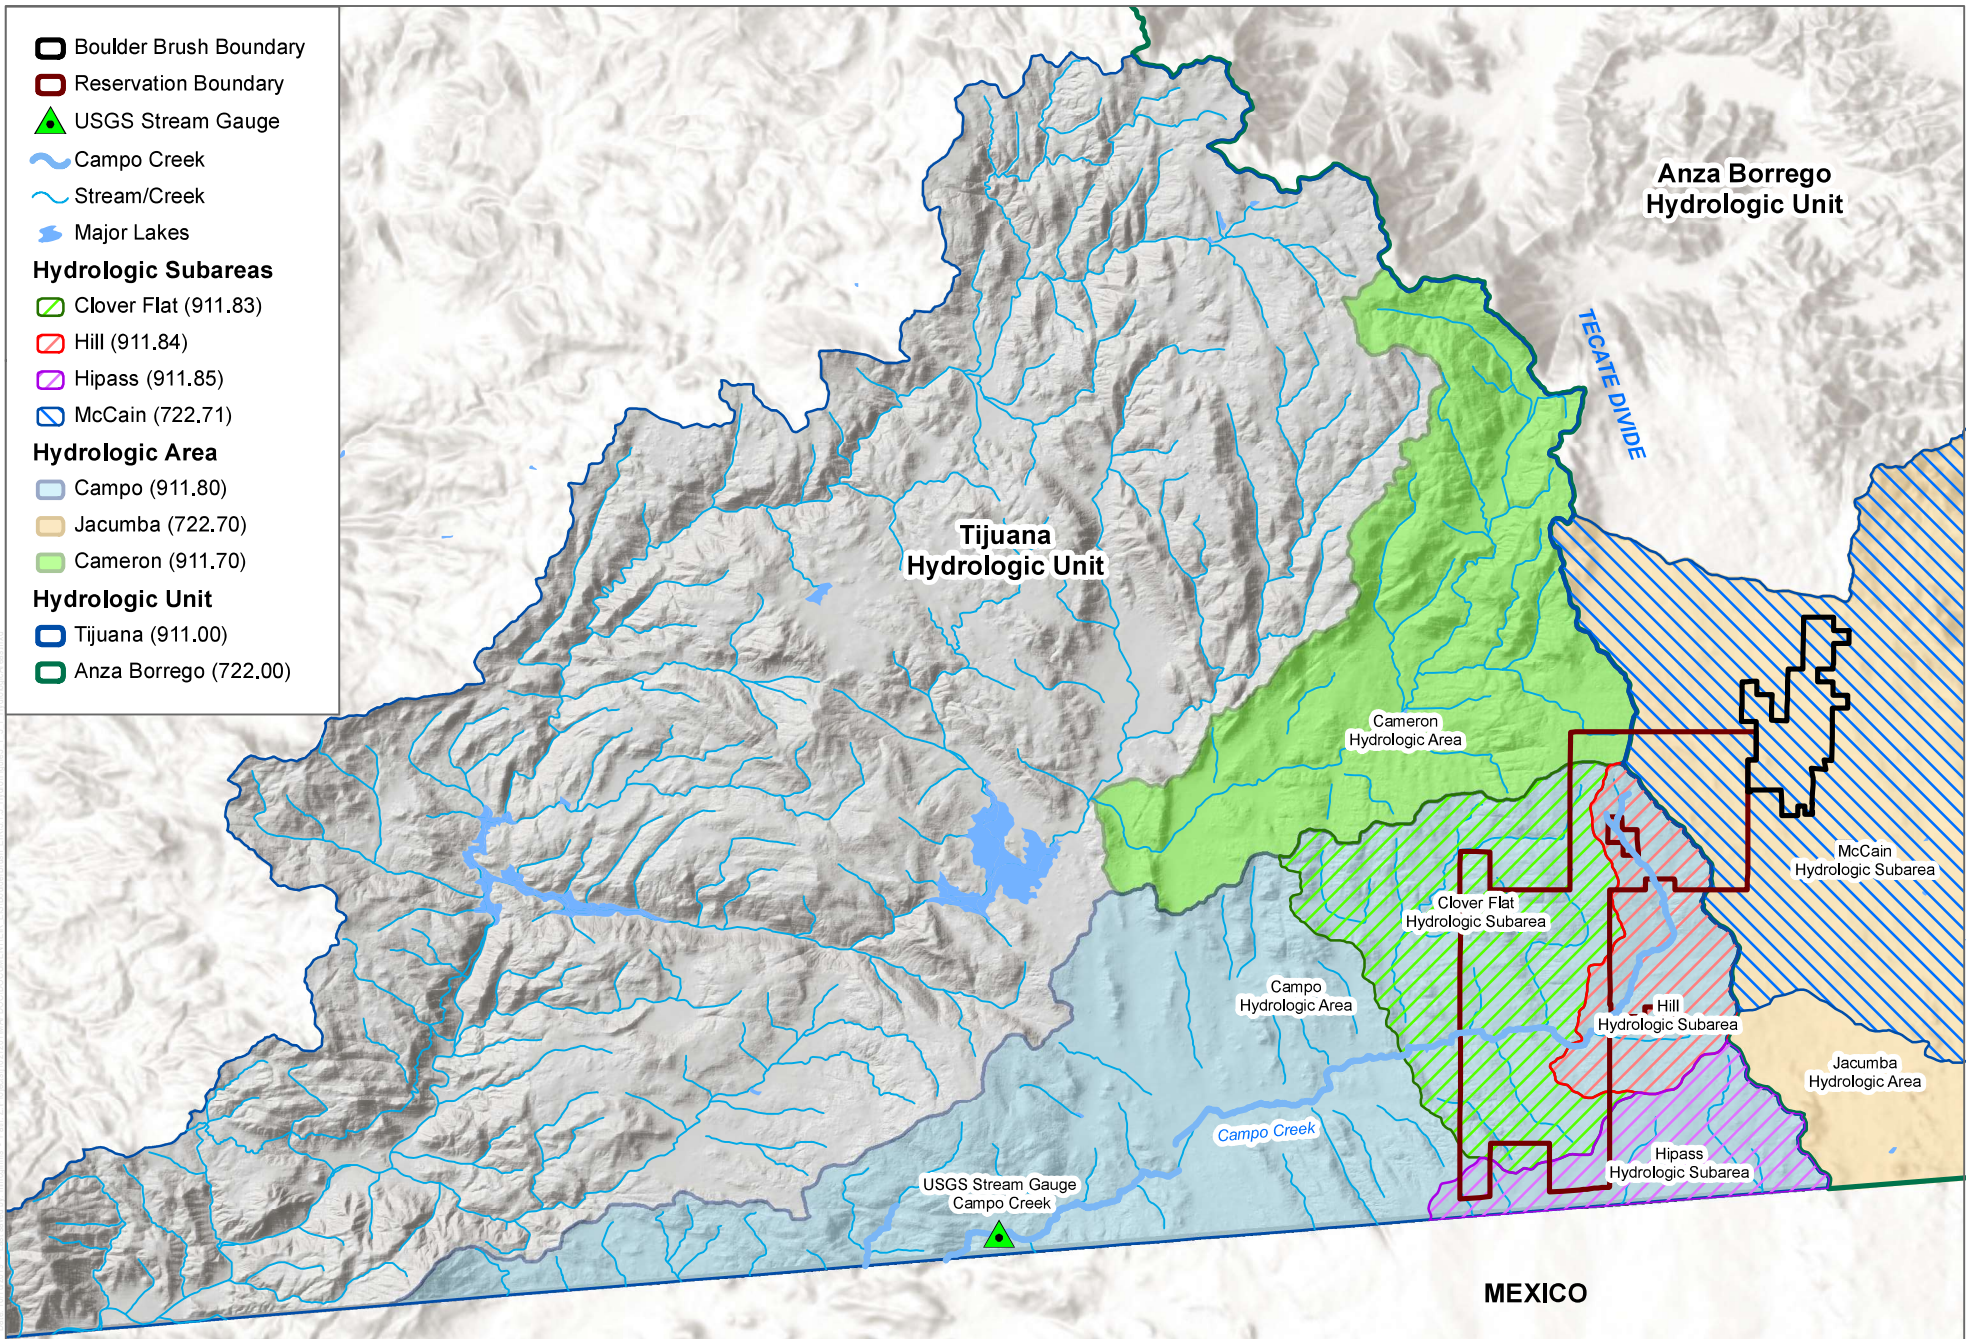 Boulder Brush Boundary
Reservation Boundary
USGS Stream Gauge
Campo Creek
Stream/Creek
Major Lakes
Hydrologic Subareas
Clover Flat (911.83)
Hill (911.84)
Hipass (911.85)
McCain (722.71)
Hydrologic Area
Campo (911.80)
Jacumba (722.70)
Cameron (911.70)
Hydrologic Unit
Tijuana (911.00)
Anza Borrego (722.00)
Anza Borrego
Hydrologic Unit
TECATE DIVIDE
Tijuana
Hydrologic Unit
Cameron
Hydrologic Area
McCain
Hydrologic Subarea
Clover Flat
Hydrologic Subarea
Campo
Hydrologic Area
Hill
Hydrologic Subarea
Jacumba
Hydrologic Area
Campo Creek
Hipass
Hydrologic Subarea
USGS Stream Gauge
Campo Creek
MEXICO